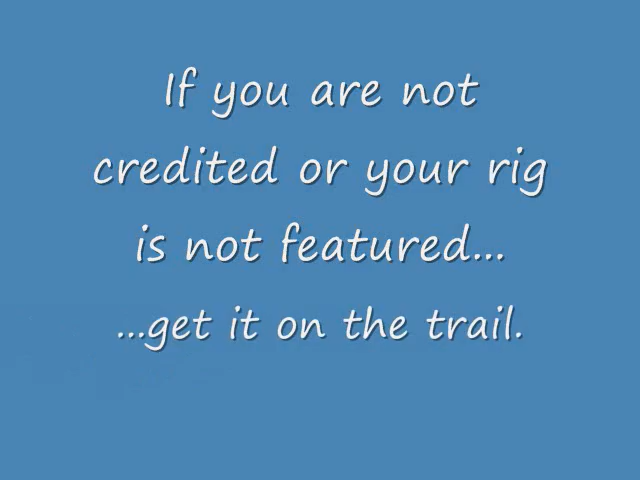 If you are not
credited or your rig
is not featured...
...get it on the trail.